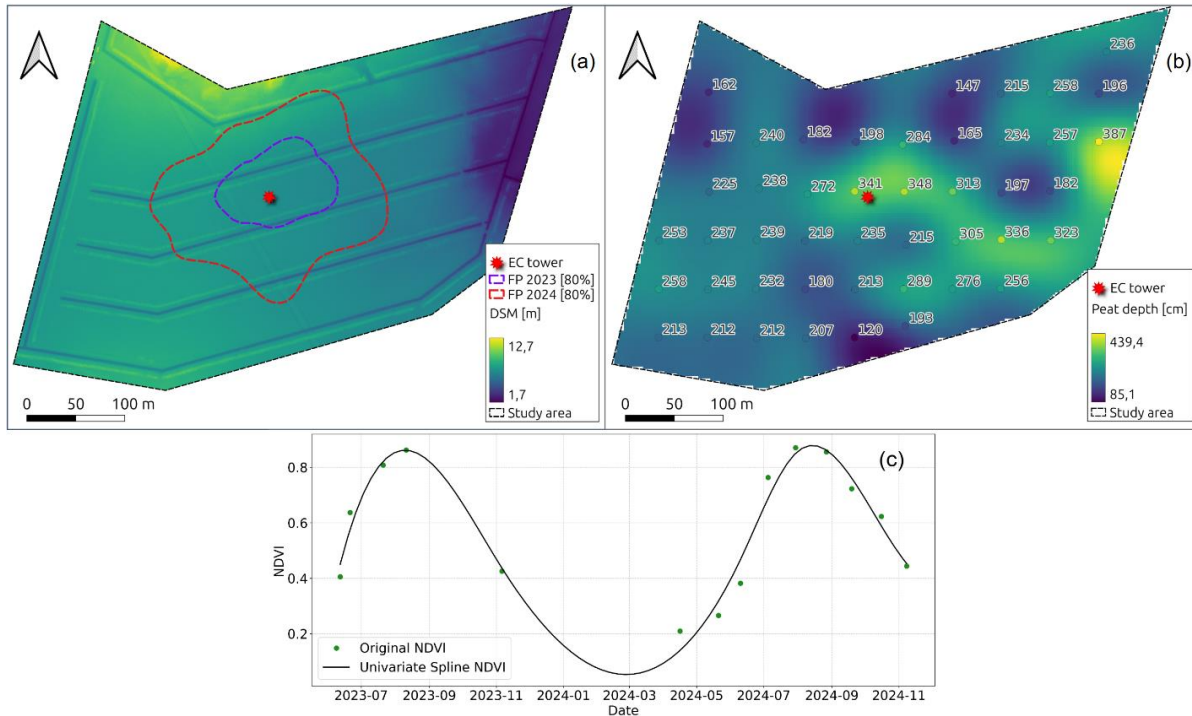 (a)
EC tower
FP 2023 [80%]
FP 2024 [80%]
DSM [m]
12,7
1,7
Study area
0 50 100 m
(b)
236
162 147 215 258 196
157 240 182 198 284 165 234 257 387
225 238 272 341 348 313 197 182
253 237 239 219 235 215 305 336 323
258 245 232 180 213 289 276 256
213 212 212 207 120 193
EC tower
Peat depth [cm]
439,4
85,1
Study area
0 50 100 m
(c)
NDVI
0.8
0.6
0.4
0.2
Original NDVI
Univariate Spline NDVI
2023-07 2023-09 2023-11 2024-01 2024-03 2024-05 2024-07 2024-09 2024-11
Date